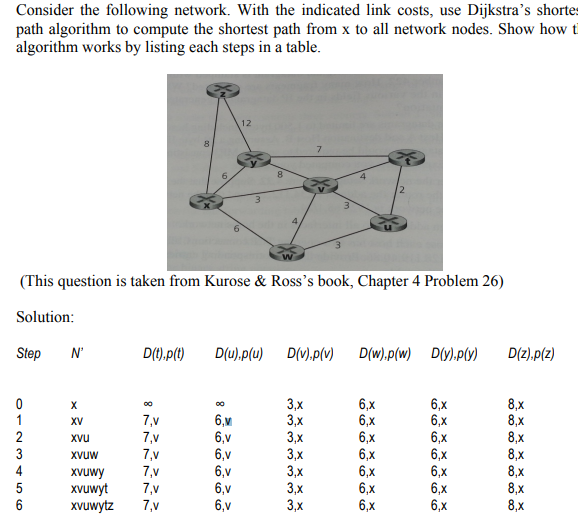 Consider the following network. With the indicated link costs, use Dijkstra's shortes
path algorithm to compute the shortest path from x to all network nodes. Show how t
algorithm works by listing each steps in a table.
z
12
8
y
7
t
6
8
v
4
x
3
2
3
u
6
4
3
w
(This question is taken from Kurose & Ross's book, Chapter 4 Problem 26)
Solution:
Step N' D(t),p(t) D(u),p(u) D(v),p(v) D(w),p(w) D(y),p(y) D(z),p(z)
0 x ∞ ∞ 3,x 6,x 6,x 8,x
1 xv 7,v 6,v 3,x 6,x 6,x 8,x
2 xvu 7,v 6,v 3,x 6,x 6,x 8,x
3 xvuw 7,v 6,v 3,x 6,x 6,x 8,x
4 xvuwy 7,v 6,v 3,x 6,x 6,x 8,x
5 xvuwyt 7,v 6,v 3,x 6,x 6,x 8,x
6 xvuwytz 7,v 6,v 3,x 6,x 6,x 8,x